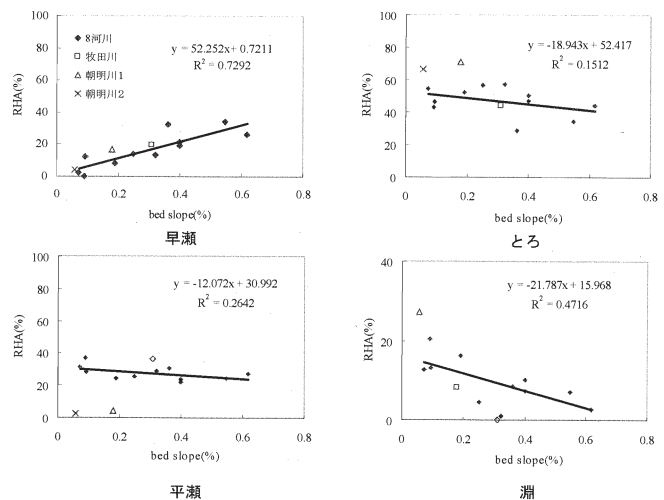 100
80
60
40
20
0
RHA(%)
◆ 8河川
□ 牧田川
△ 朝明川1
× 朝明川2
y = 52.252x+ 0.7211
R² = 0.7292
0 0.2 0.4 0.6 0.8
bed slope(%)
早瀬
100
80
60
40
20
0
RHA(%)
y = -18.943x + 52.417
R² = 0.1512
0 0.2 0.4 0.6 0.8
bed slope(%)
とろ
100
80
60
40
20
0
RHA(%)
y = -12.072x + 30.992
R² = 0.2642
0 0.2 0.4 0.6 0.8
bed slope(%)
平瀬
40
20
0
RHA(%)
y = -21.787x + 15.968
R² = 0.4716
0 0.2 0.4 0.6 0.8
bed slope(%)
淵